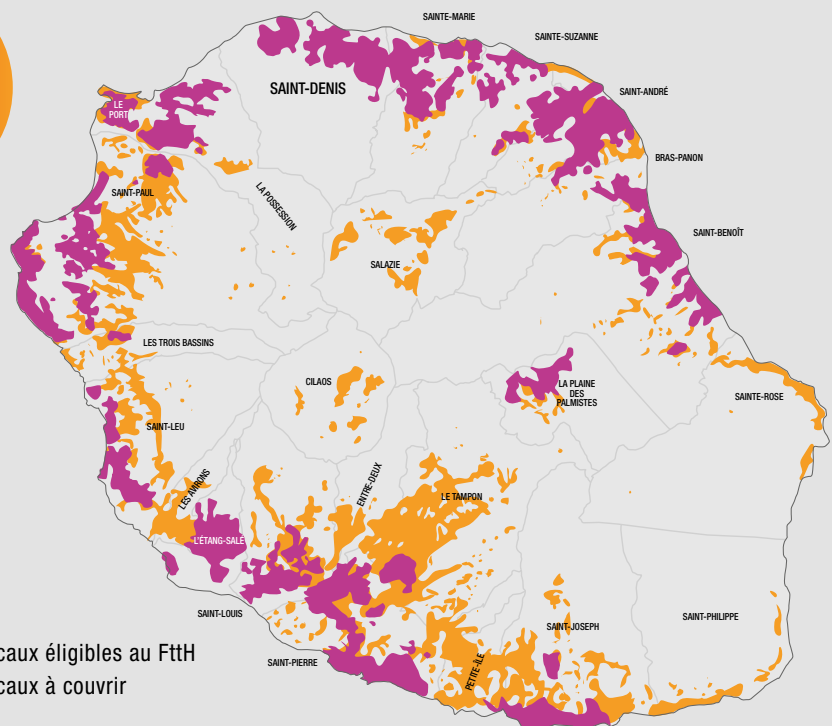 SAINTE-MARIE
SAINTE-SUZANNE
SAINT-DENIS
SAINT-ANDRÉ
LE
PORT
BRAS-PANON
SAINT-PAUL
LA POSSESSION
SAINT-BENOÎT
SALAZIE
LES TROIS BASSINS
CILAOS
LA PLAINE
DES
PALMISTES
SAINTE-ROSE
SAINT-LEU
LES AVIRONS
ENTRE-DEUX
LE TAMPON
L'ÉTANG-SALÉ
SAINT-LOUIS
SAINT-JOSEPH
SAINT-PHILIPPE
SAINT-PIERRE
PETITE-ÎLE
caux éligibles au FttH
caux à couvrir